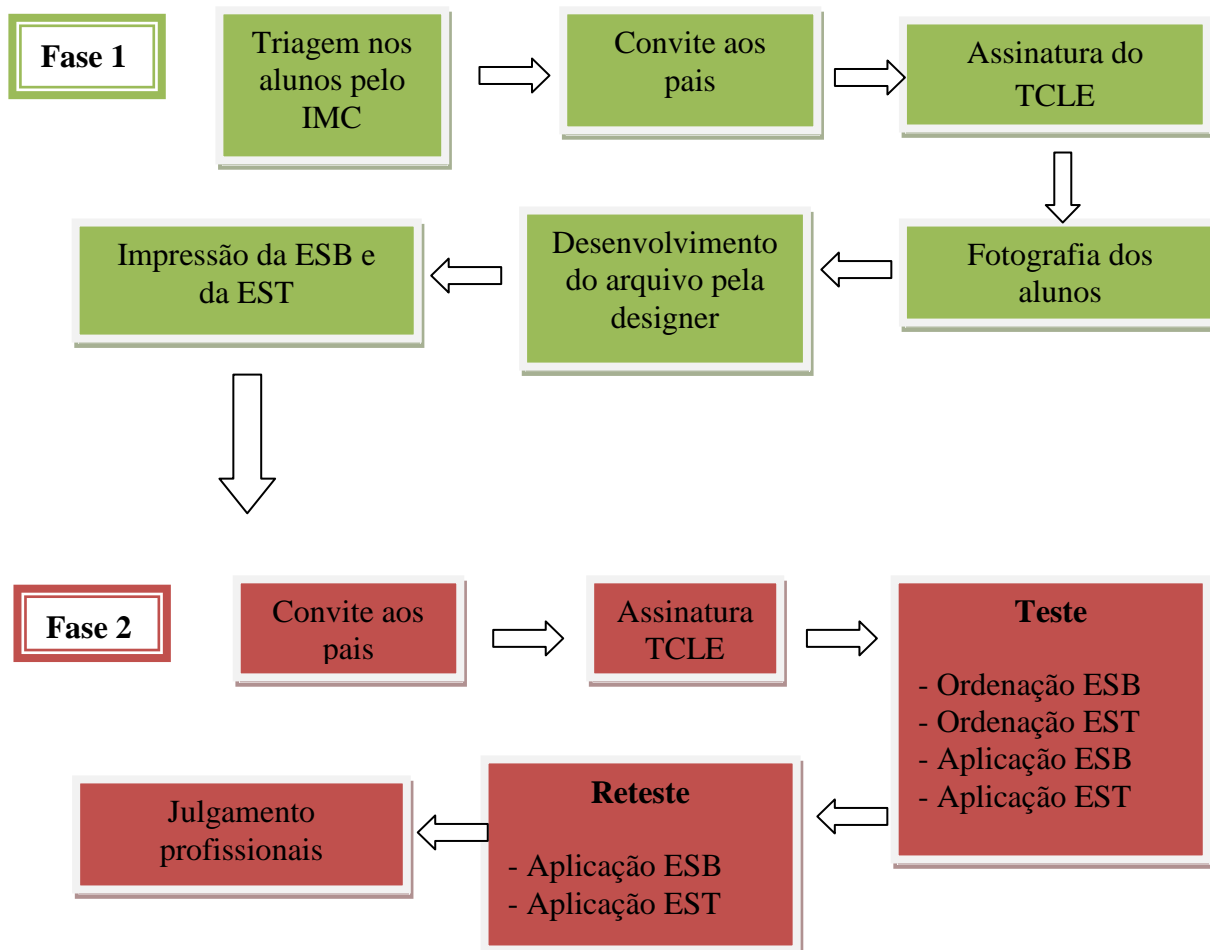 Fase 1
Triagem nos
alunos pelo
IMC
Convite aos
pais
Assinatura do
TCLE
Fotografia dos
alunos
Desenvolvimento
do arquivo pela
designer
Impressão da ESB e
da EST
Fase 2
Convite aos
pais
Assinatura
TCLE
Teste
- Ordenação ESB
- Ordenação EST
- Aplicação ESB
- Aplicação EST
Reteste
- Aplicação ESB
- Aplicação EST
Julgamento
profissionais